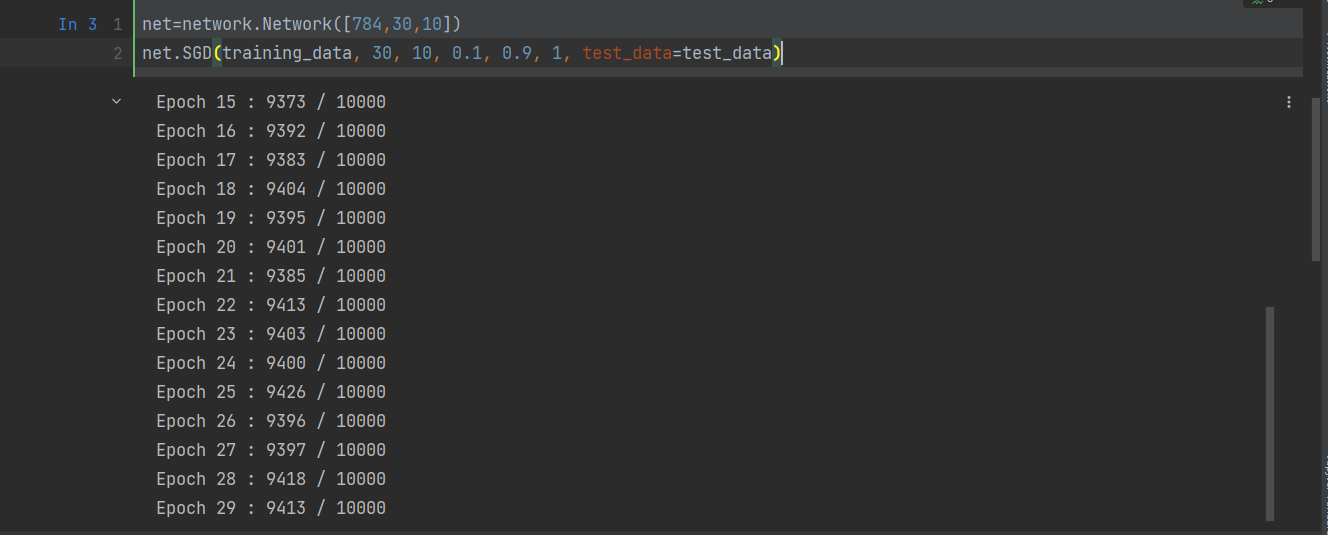 In 3 1 net=network.Network([784,30,10])
2 net.SGD(training_data, 30, 10, 0.1, 0.9, 1, test_data=test_data)
Epoch 15 : 9373 / 10000
Epoch 16 : 9392 / 10000
Epoch 17 : 9383 / 10000
Epoch 18 : 9404 / 10000
Epoch 19 : 9395 / 10000
Epoch 20 : 9401 / 10000
Epoch 21 : 9385 / 10000
Epoch 22 : 9413 / 10000
Epoch 23 : 9403 / 10000
Epoch 24 : 9400 / 10000
Epoch 25 : 9426 / 10000
Epoch 26 : 9396 / 10000
Epoch 27 : 9397 / 10000
Epoch 28 : 9418 / 10000
Epoch 29 : 9413 / 10000